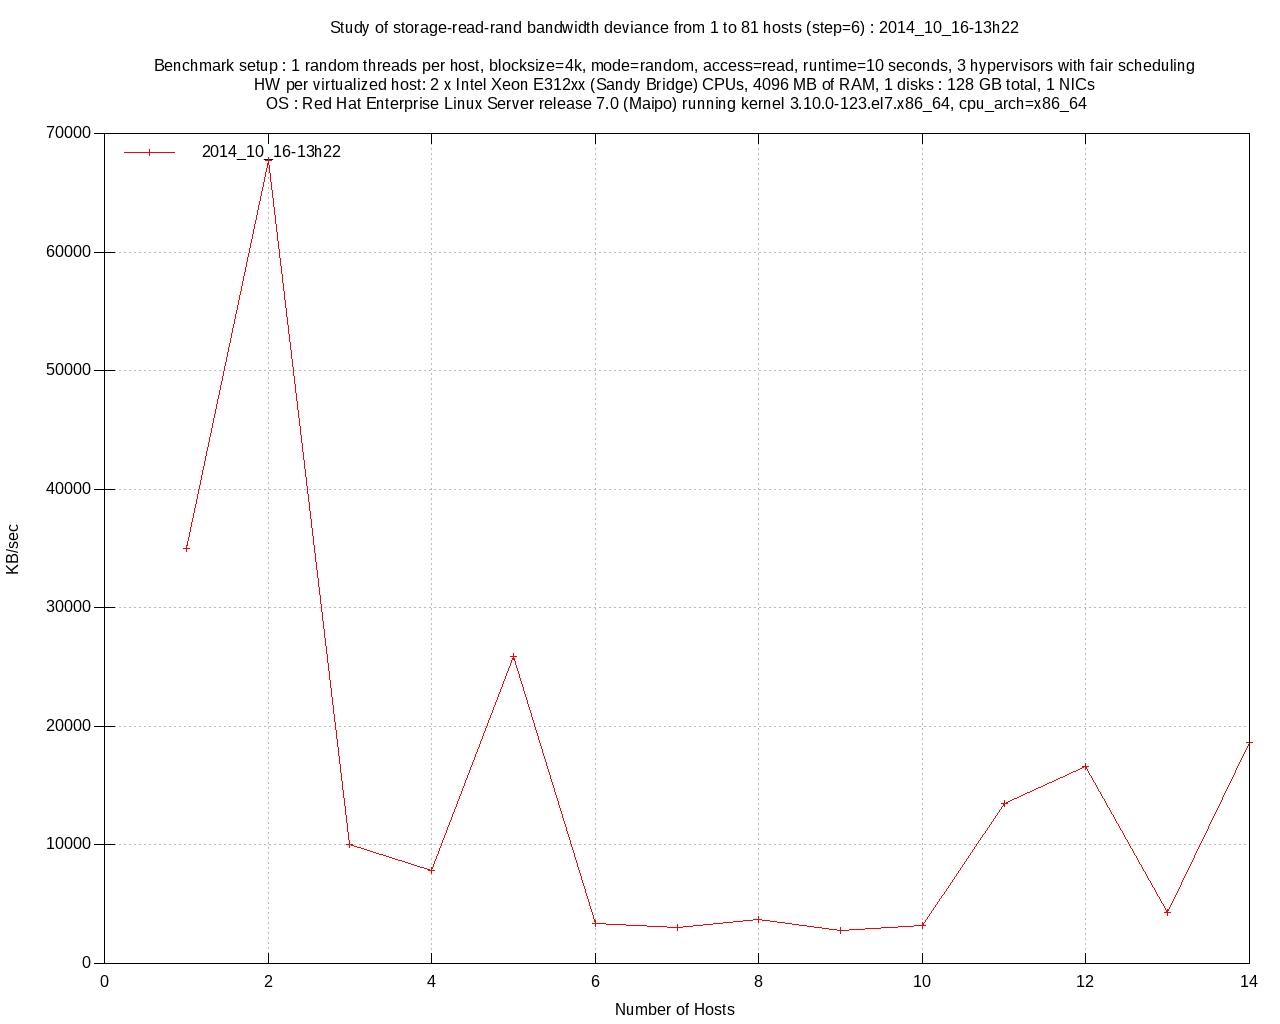 Study of storage-read-rand bandwidth deviance from 1 to 81 hosts (step=6) : 2014_10_16-13h22
Benchmark setup : 1 random threads per host, blocksize=4k, mode=random, access=read, runtime=10 seconds, 3 hypervisors with fair scheduling
HW per virtualized host: 2 x Intel Xeon E312xx (Sandy Bridge) CPUs, 4096 MB of RAM, 1 disks : 128 GB total, 1 NICs
OS : Red Hat Enterprise Linux Server release 7.0 (Maipo) running kernel 3.10.0-123.el7.x86_64, cpu_arch=x86_64
70000
2014_10_16-13h22
60000
50000
40000
KB/sec
30000
20000
10000
0
0 2 4 6 8 10 12 14
Number of Hosts